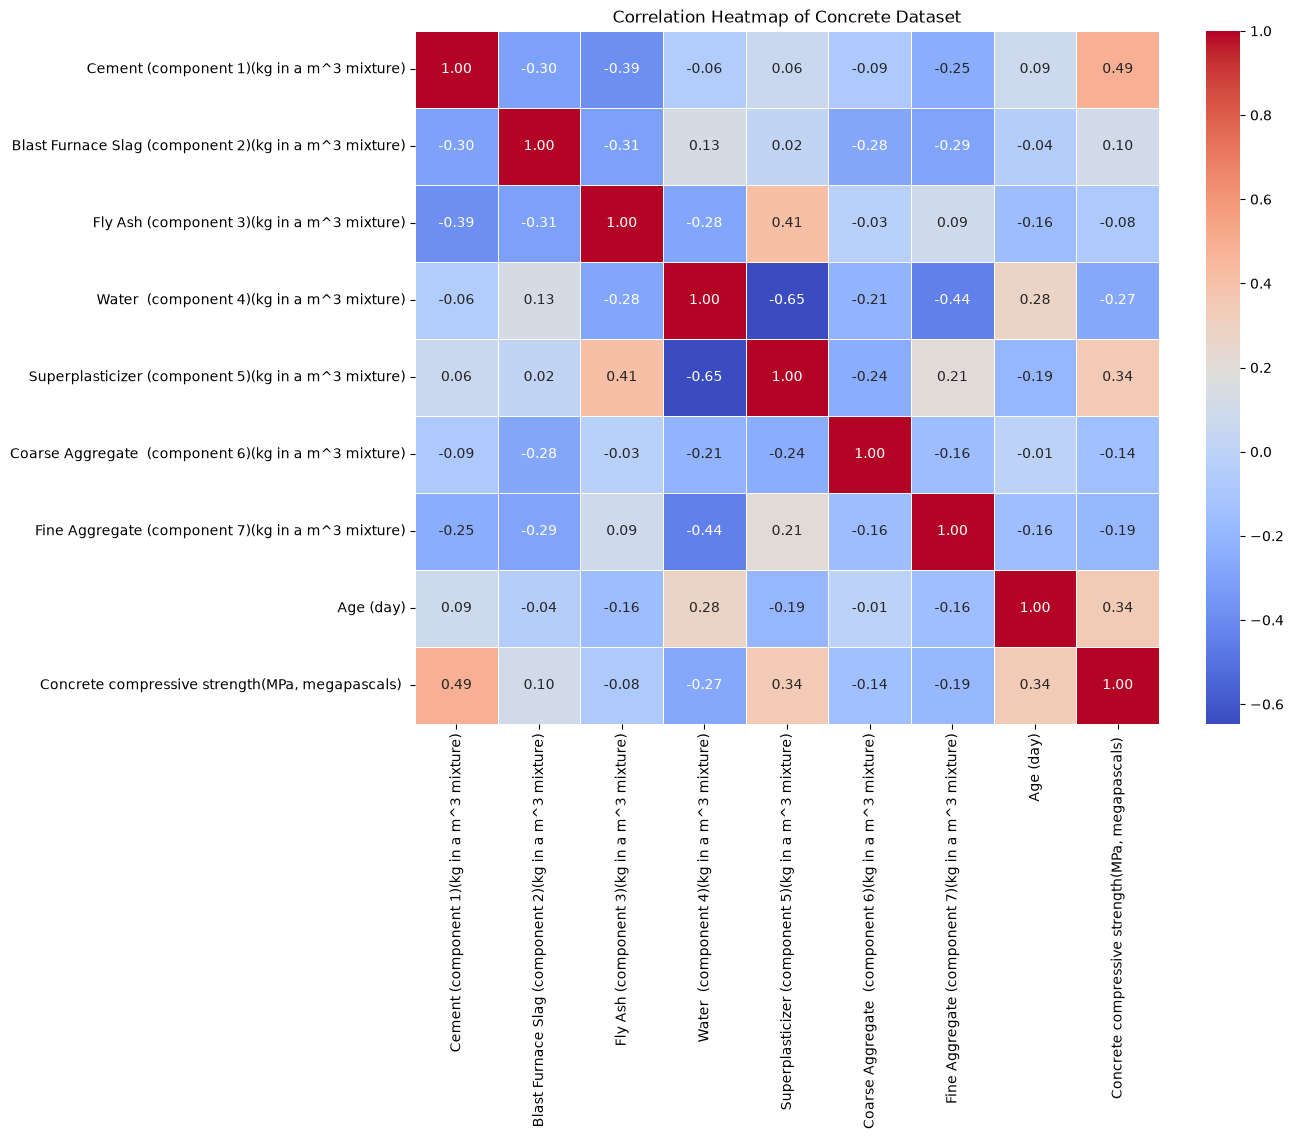 Correlation Heatmap of Concrete Dataset
Cement (component 1)(kg in a m^3 mixture) 1.00 -0.30 -0.39 -0.06 0.06 -0.09 -0.25 0.09 0.49
Blast Furnace Slag (component 2)(kg in a m^3 mixture) -0.30 1.00 -0.31 0.13 0.02 -0.28 -0.29 -0.04 0.10
Fly Ash (component 3)(kg in a m^3 mixture) -0.39 -0.31 1.00 -0.28 0.41 -0.03 0.09 -0.16 -0.08
Water  (component 4)(kg in a m^3 mixture) -0.06 0.13 -0.28 1.00 -0.65 -0.21 -0.44 0.28 -0.27
Superplasticizer (component 5)(kg in a m^3 mixture) 0.06 0.02 0.41 -0.65 1.00 -0.24 0.21 -0.19 0.34
Coarse Aggregate  (component 6)(kg in a m^3 mixture) -0.09 -0.28 -0.03 -0.21 -0.24 1.00 -0.16 -0.01 -0.14
Fine Aggregate (component 7)(kg in a m^3 mixture) -0.25 -0.29 0.09 -0.44 0.21 -0.16 1.00 -0.16 -0.19
Age (day) 0.09 -0.04 -0.16 0.28 -0.19 -0.01 -0.16 1.00 0.34
Concrete compressive strength(MPa, megapascals) 0.49 0.10 -0.08 -0.27 0.34 -0.14 -0.19 0.34 1.00
Cement (component 1)(kg in a m^3 mixture)
Blast Furnace Slag (component 2)(kg in a m^3 mixture)
Fly Ash (component 3)(kg in a m^3 mixture)
Water  (component 4)(kg in a m^3 mixture)
Superplasticizer (component 5)(kg in a m^3 mixture)
Coarse Aggregate  (component 6)(kg in a m^3 mixture)
Fine Aggregate (component 7)(kg in a m^3 mixture)
Age (day)
Concrete compressive strength(MPa, megapascals)
1.0
0.8
0.6
0.4
0.2
0.0
−0.2
−0.4
−0.6